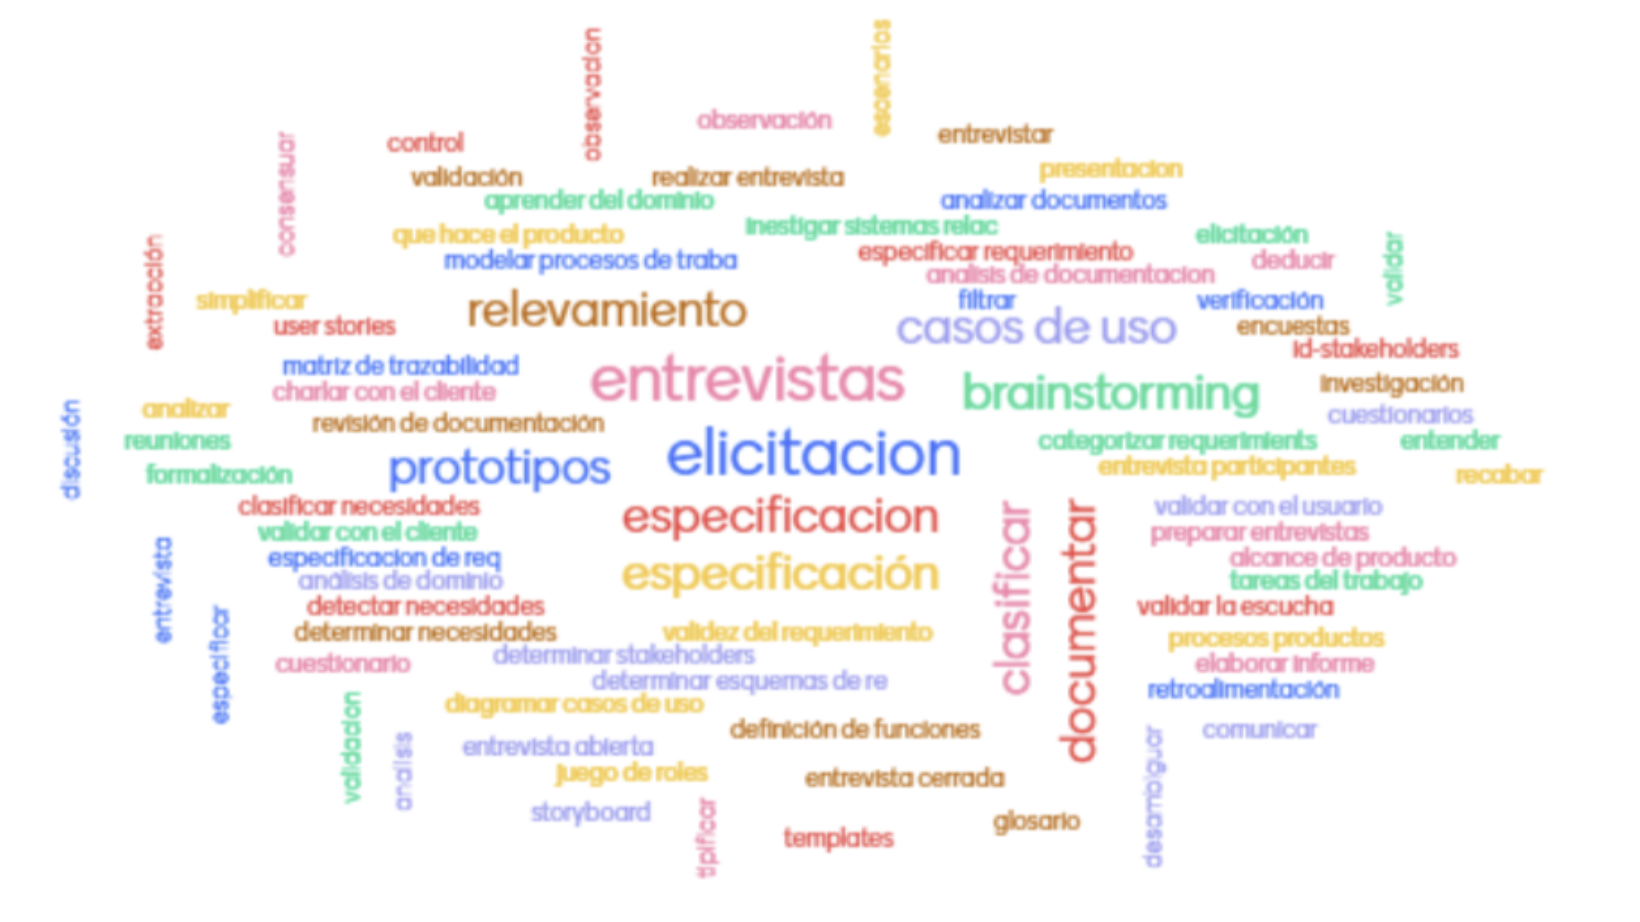 observacion
escenarios
observación
entrevistar
control
consensuar
validación
realizar entrevista
presentacion
aprender del dominio
analizar documentos
que hace el producto
inestigar sistemas relac
elicitación
especificar requerimiento
modelar procesos de traba
deducir
validar
extracción
analisis de documentacion
simplificar
relevamiento
filtrar
verificación
user stories
casos de uso
encuestas
id-stakeholders
matriz de trazabilidad
entrevistas
brainstorming
investigación
charlar con el cliente
analizar
cuestionarios
revisión de documentación
discusión
reuniones
categorizar requerimients
entender
elicitacion
prototipos
entrevista participantes
formalización
recabar
clasificar necesidades
especificacion
clasificar
documentar
validar con el usuario
validar con el cliente
preparar entrevistas
especificacion de req
alcance de producto
entrevista
análisis de dominio
especificación
tareas del trabajo
detectar necesidades
validar la escucha
determinar necesidades
validez del requerimiento
procesos productos
especificar
cuestionario
determinar stakeholders
elaborar informe
determinar esquemas de re
retroalimentación
diagramar casos de uso
validacion
definición de funciones
comunicar
analisis
entrevista abierta
juego de roles
entrevista cerrada
desambiguar
storyboard
glosario
tipificar
templates